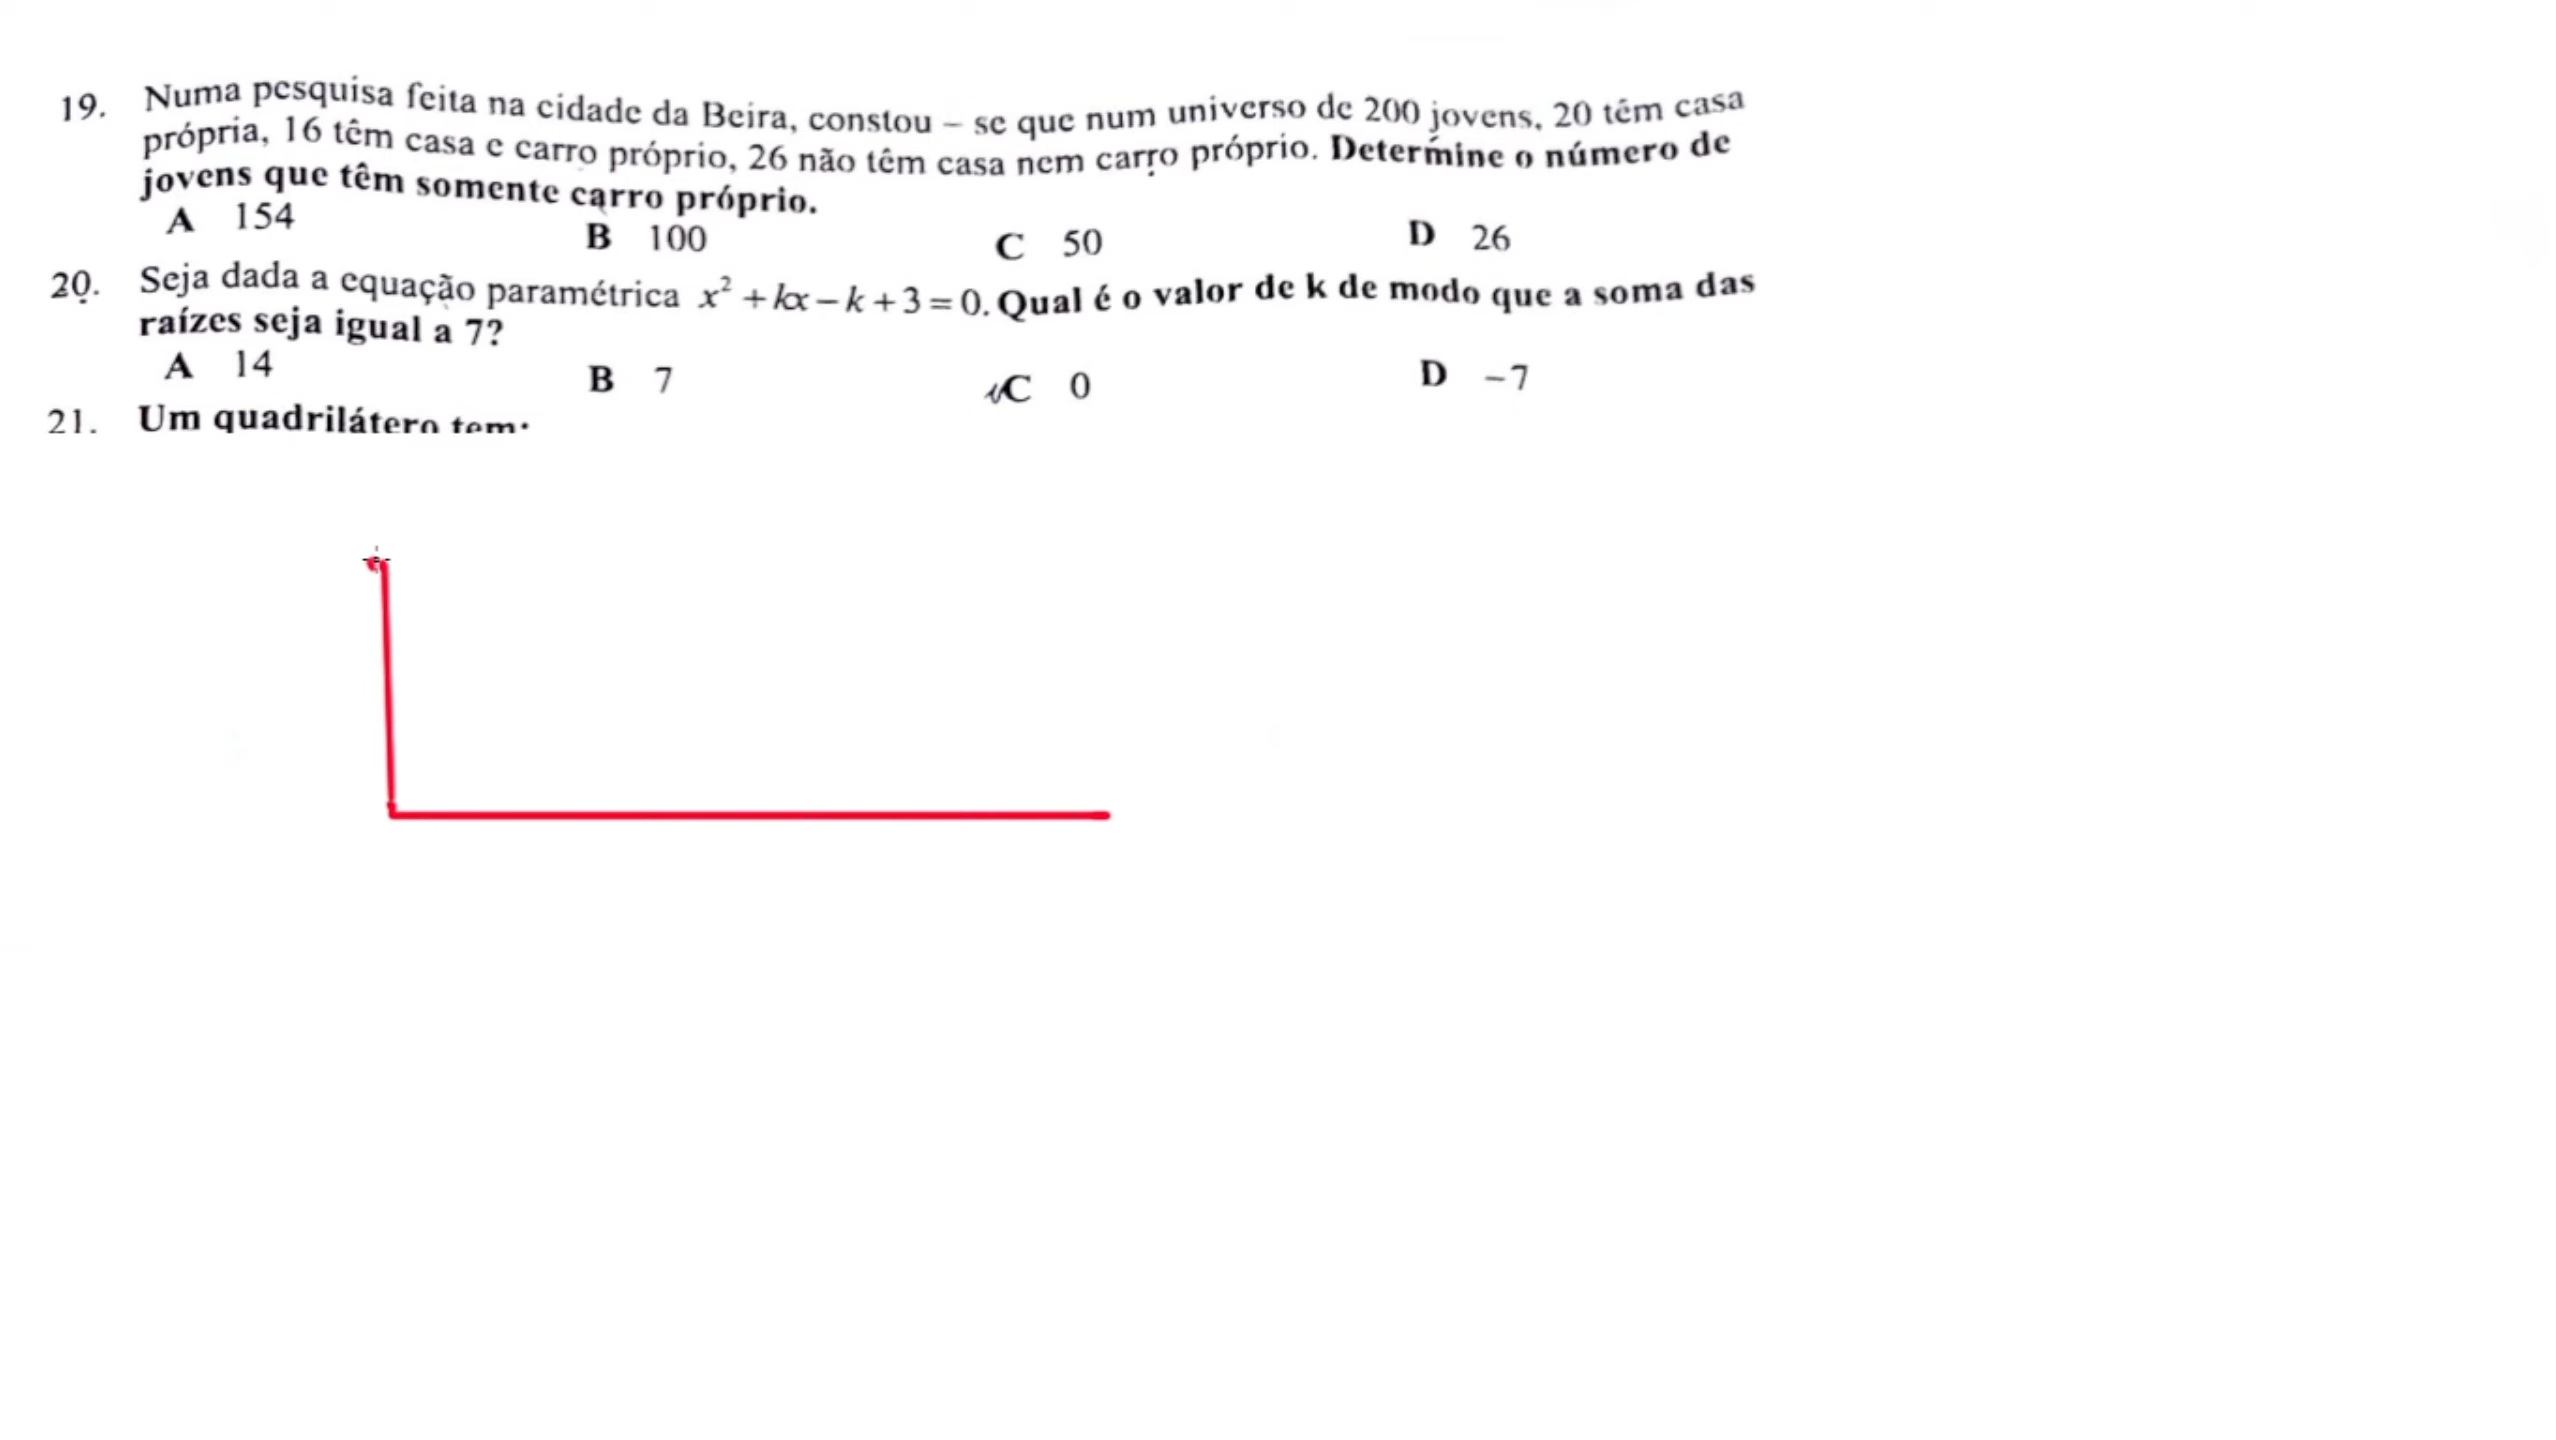 19. Numa pesquisa feita na cidade da Beira, constou – se que num universo de 200 jovens, 20 têm casa
própria, 16 têm casa e carro próprio, 26 não têm casa nem carro próprio. Determine o número de
jovens que têm somente carro próprio.
A 154 B 100 C 50 D 26
20. Seja dada a equação paramétrica x² + kx – k + 3 = 0. Qual é o valor de k de modo que a soma das
raízes seja igual a 7?
A 14 B 7 C 0 D –7
21. Um quadrilátero tem: